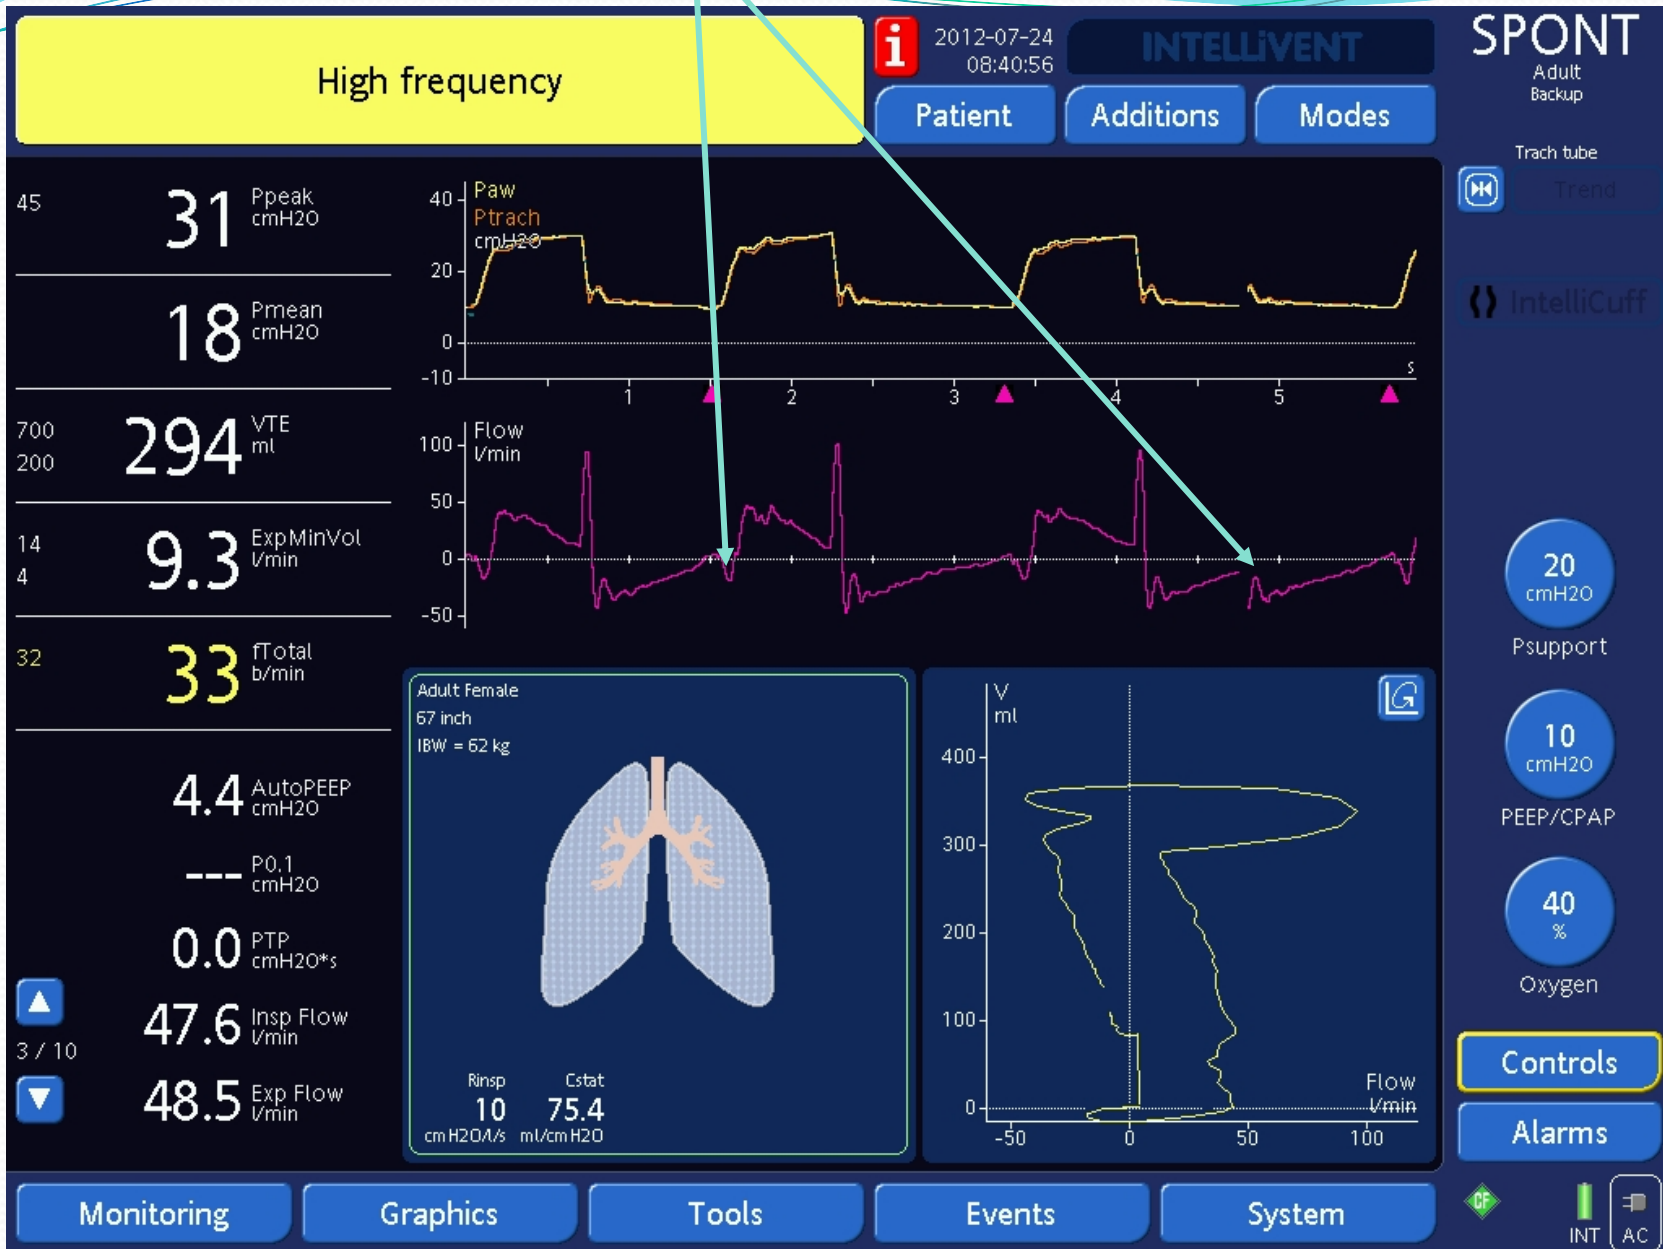 High frequency
i
2012-07-24
08:40:56
INTELLiVENT
Patient
Additions
Modes
SPONT
Adult
Backup
Trach tube
Trend
IntelliCuff
45
31
Ppeak
cmH2O
18
Pmean
cmH2O
700
200
294
VTE
ml
14
4
9.3
ExpMinVol
l/min
32
33
fTotal
b/min
4.4
AutoPEEP
cmH2O
---
P0.1
cmH2O
0.0
PTP
cmH2O*s
3 / 10
47.6
Insp Flow
l/min
48.5
Exp Flow
l/min
Paw
Ptrach
cmH2O
40
20
0
-10
1 2 3 4 5
s
Flow
l/min
100
50
0
-50
Adult Female
67 inch
IBW = 62 kg
Rinsp Cstat
10 75.4
cmH2O/l/s ml/cmH2O
V
ml
400
300
200
100
0
-50 0 50 100
Flow
l/min
20
cmH2O
Psupport
10
cmH2O
PEEP/CPAP
40
%
Oxygen
Controls
Alarms
Monitoring
Graphics
Tools
Events
System
CF
INT
AC